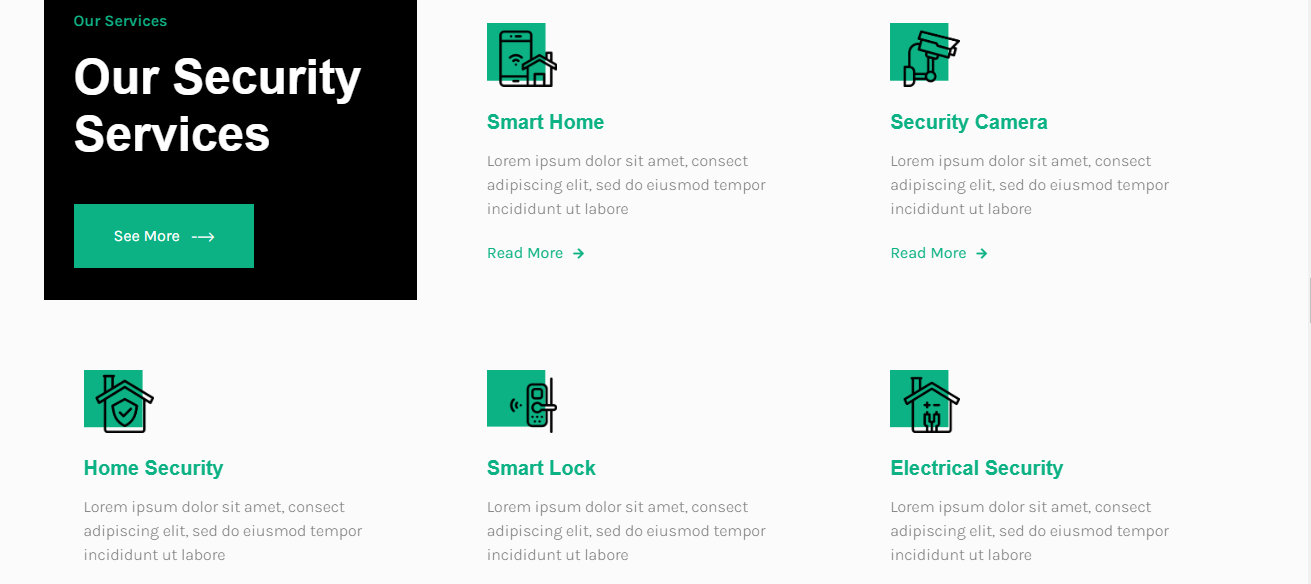 Our Services
Our Security
Services
See More
Smart Home
Lorem ipsum dolor sit amet, consect
adipiscing elit, sed do eiusmod tempor
incididunt ut labore
Read More
Security Camera
Lorem ipsum dolor sit amet, consect
adipiscing elit, sed do eiusmod tempor
incididunt ut labore
Read More
Home Security
Lorem ipsum dolor sit amet, consect
adipiscing elit, sed do eiusmod tempor
incididunt ut labore
Smart Lock
Lorem ipsum dolor sit amet, consect
adipiscing elit, sed do eiusmod tempor
incididunt ut labore
Electrical Security
Lorem ipsum dolor sit amet, consect
adipiscing elit, sed do eiusmod tempor
incididunt ut labore